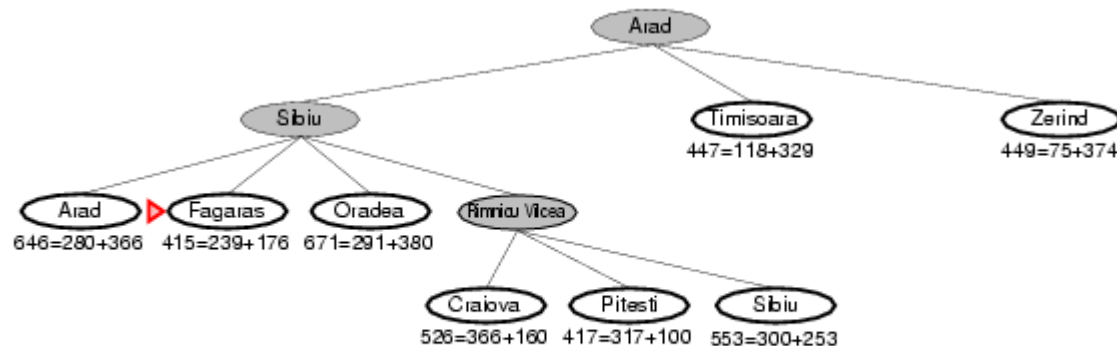 Arad
Sibiu
Timisoara
Zerind
447=118+329
449=75+374
Arad
Fagaras
Oradea
Rimnicu Vilcea
646=280+366
415=239+176
671=291+380
Craiova
Pitesti
Sibiu
526=366+160
417=317+100
553=300+253